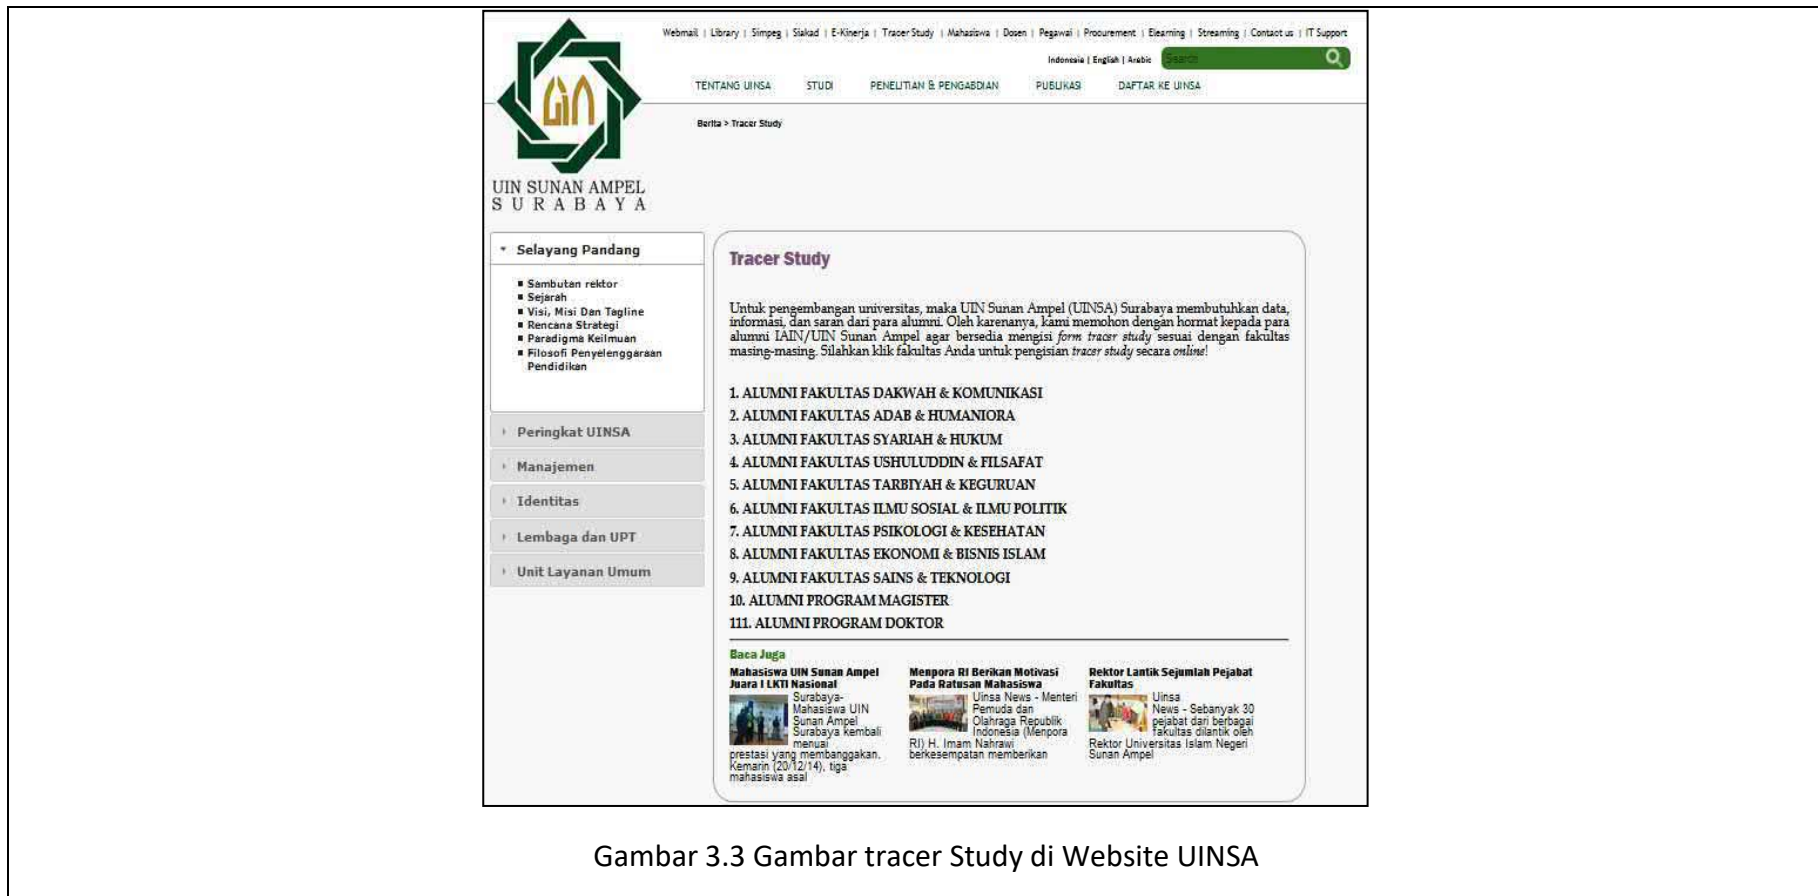 Webmail | Library | Simpeg | Siakad | E-Kinerja | Tracer Study | Mahasiswa | Dosen | Pegawai | Procurement | Elearning | Streaming | Contact us | IT Support
Indonesia | English | Arabic
Search
TENTANG UINSA STUDI PENELITIAN & PENGABDIAN PUBLIKASI DAFTAR KE UINSA
Berita > Tracer Study
UIN SUNAN AMPEL
SURABAYA
Selayang Pandang
Sambutan rektor
Sejarah
Visi, Misi Dan Tagline
Rencana Strategi
Paradigma Keilmuan
Filosofi Penyelenggaraan
Pendidikan
Peringkat UINSA
Manajemen
Identitas
Lembaga dan UPT
Unit Layanan Umum
Tracer Study
Untuk pengembangan universitas, maka UIN Sunan Ampel (UINSA) Surabaya membutuhkan data,
informasi, dan saran dari para alumni. Oleh karenanya, kami memohon dengan hormat kepada para
alumni IAIN/UIN Sunan Ampel agar bersedia mengisi form tracer study sesuai dengan fakultas
masing-masing. Silahkan klik fakultas Anda untuk pengisian tracer study secara online!
1. ALUMNI FAKULTAS DAKWAH & KOMUNIKASI
2. ALUMNI FAKULTAS ADAB & HUMANIORA
3. ALUMNI FAKULTAS SYARIAH & HUKUM
4. ALUMNI FAKULTAS USHULUDDIN & FILSAFAT
5. ALUMNI FAKULTAS TARBIYAH & KEGURUAN
6. ALUMNI FAKULTAS ILMU SOSIAL & ILMU POLITIK
7. ALUMNI FAKULTAS PSIKOLOGI & KESEHATAN
8. ALUMNI FAKULTAS EKONOMI & BISNIS ISLAM
9. ALUMNI FAKULTAS SAINS & TEKNOLOGI
10. ALUMNI PROGRAM MAGISTER
111. ALUMNI PROGRAM DOKTOR
Baca Juga
Mahasiswa UIN Sunan Ampel
Juara I LKTI Nasional
Surabaya-
Mahasiswa UIN
Sunan Ampel
Surabaya kembali
menuai
prestasi yang membanggakan.
Kemarin (20/12/14), tiga
mahasiswa asal
Menpora RI Berikan Motivasi
Pada Ratusan Mahasiswa
Uinsa News - Menteri
Pemuda dan
Olahraga Republik
Indonesia (Menpora
RI) H. Imam Nahrawi
berkesempatan memberikan
Rektor Lantik Sejumlah Pejabat
Fakultas
Uinsa
News - Sebanyak 30
pejabat dari berbagai
fakultas dilantik oleh
Rektor Universitas Islam Negeri
Sunan Ampel
Gambar 3.3 Gambar tracer Study di Website UINSA